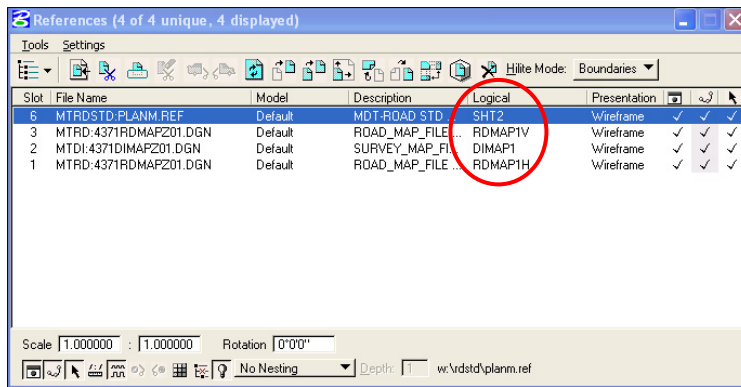 References (4 of 4 unique, 4 displayed)
Tools Settings
Hilite Mode: Boundaries
Slot File Name Model Description Logical Presentation
6 MTRDSTD:PLANM.REF Default MDT-ROAD STD ... SHT2 Wireframe
3 MTRD:4371RDMAPZ01.DGN Default ROAD_MAP_FILE ... RDMAP1V Wireframe
2 MTDI:4371DIMAPZ01.DGN Default SURVEY_MAP_FI... DIMAP1 Wireframe
1 MTRD:4371RDMAPZ01.DGN Default ROAD_MAP_FILE ... RDMAP1H Wireframe
Scale 1.000000 : 1.000000 Rotation 0°0'0"
No Nesting Depth: 1 w:\rdstd\planm.ref